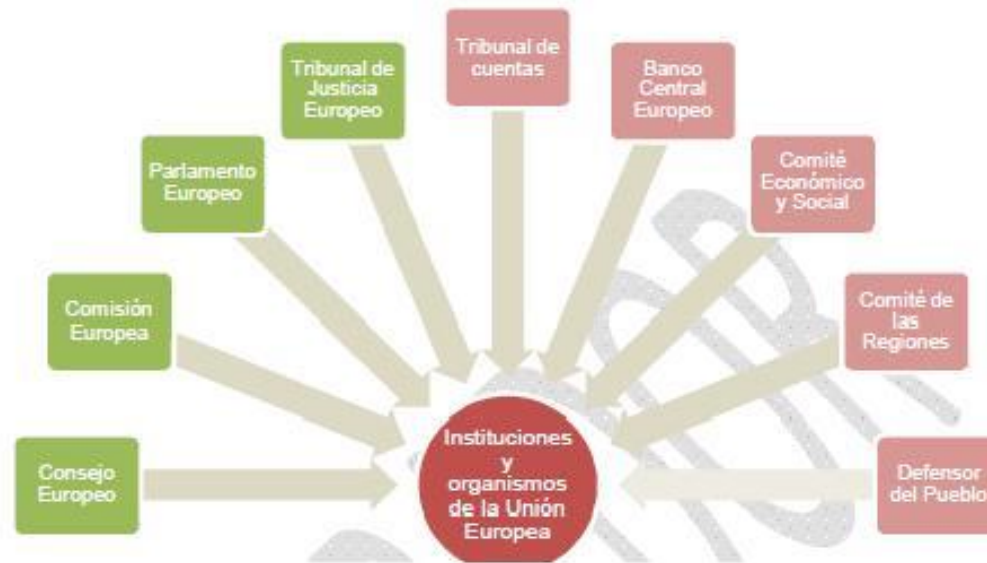 Tribunal de
cuentas
Tribunal de
Justicia
Europeo
Banco
Central
Europeo
Parlamento
Europeo
Comité
Económico
y Social
Comisión
Europea
Comité de
las
Regiones
Consejo
Europeo
Instituciones
y
organismos
de la Unión
Europea
Defensor
del Pueblo